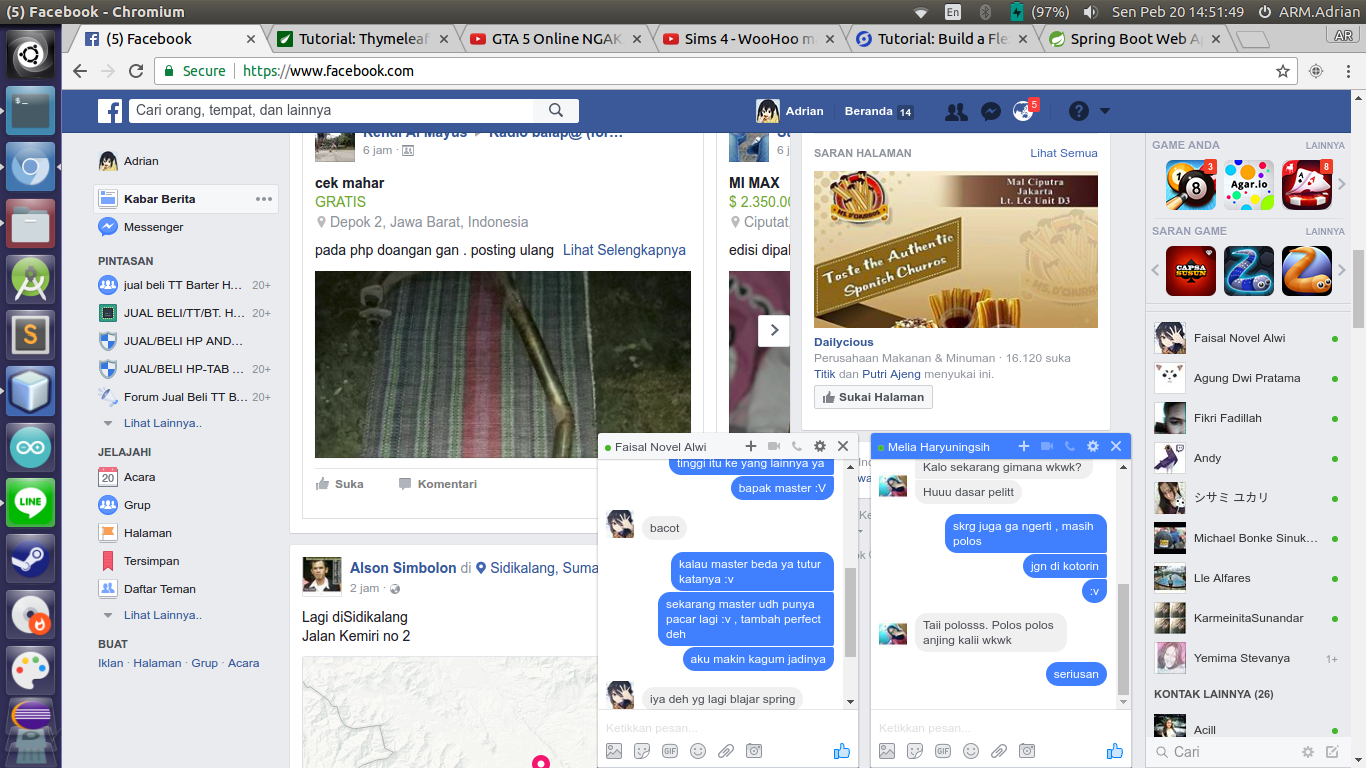 (5) Facebook - Chromium
En
(97%)
Sen Peb 20 14:51:49
ARM.Adrian
(5) Facebook
Tutorial: Thymeleaf
GTA 5 Online NGAK
Sims 4 - WooHoo m
Tutorial: Build a Fle
Spring Boot Web A
AR
Secure
https://www.facebook.com
Cari orang, tempat, dan lainnya
Adrian
Beranda 14
5
Adrian
Kabar Berita
Messenger
PINTASAN
jual beli TT Barter H... 20+
JUAL BELI/TT/BT. H... 20+
JUAL/BELI HP AND...
JUAL/BELI HP-TAB ... 20+
Forum Jual Beli TT B... 20+
Lihat Lainnya..
JELAJAHI
20
Acara
Grup
Halaman
Tersimpan
Daftar Teman
Lihat Lainnya..
BUAT
Iklan · Halaman · Grup · Acara
6 jam ·
cek mahar
GRATIS
Depok 2, Jawa Barat, Indonesia
pada php doangan gan . posting ulang Lihat Selengkapnya
Suka
Komentari
6 j
MI MAX
$ 2.350.00
Ciputat
edisi dipal
Alson Simbolon di Sidikalang, Suma
2 jam ·
Lagi diSidikalang
Jalan Kemiri no 2
SARAN HALAMAN
Lihat Semua
MS. D'CHURROS
Mal Ciputra
Jakarta
Lt. LG Unit D3
Taste the Authentic
Sponish Churros
Dailycious
Perusahaan Makanan & Minuman · 16.120 suka
Titik dan Putri Ajeng menyukai ini.
Sukai Halaman
Faisal Novel Alwi
tinggi itu ke yang lainnya ya
bapak master :V
bacot
kalau master beda ya tutur
katanya :v
sekarang master udh punya
pacar lagi :v , tambah perfect
deh
aku makin kagum jadinya
iya deh yg lagi blajar spring
Ketikkan pesan...
GIF
Melia Haryuningsih
Kalo sekarang gimana wkwk?
Huuu dasar pelitt
skrg juga ga ngerti , masih
polos
jgn di kotorin
:v
Taii polosss. Polos polos
anjing kalii wkwk
seriusan
Ketikkan pesan...
GIF
GAME ANDA
LAINNYA
8
3
Agar.io
8
SARAN GAME
LAINNYA
CAPSA
SUSUN
Faisal Novel Alwi
Agung Dwi Pratama
Fikri Fadillah
Andy
シサミ ユカリ
Michael Bonke Sinuk...
Lle Alfares
KarmeinitaSunandar
Yemima Stevanya 1+
KONTAK LAINNYA (26)
Acill
Cari